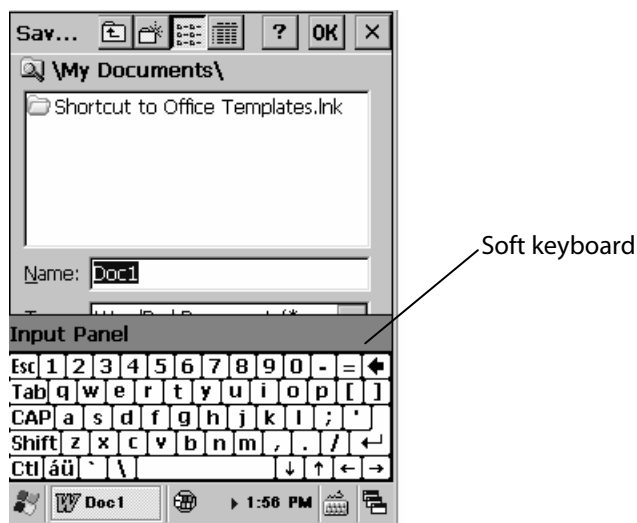 Sav... ? OK ×
\My Documents\
Shortcut to Office Templates.lnk
Soft keyboard
Name: Doc1
Input Panel
Esc 1 2 3 4 5 6 7 8 9 0 - =
Tab q w e r t y u i o p [ ]
CAP a s d f g h j k l ; '
Shift z x c v b n m , . /
Ctl áü ` \ ↓ ↑ ← →
Doc1 1:56 PM